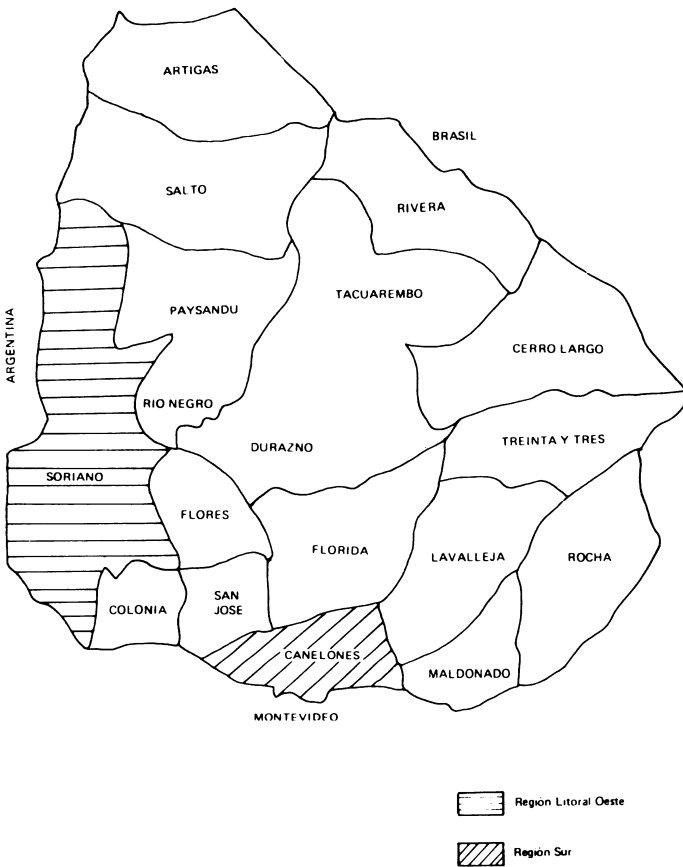 ARTIGAS
BRASIL
SALTO
RIVERA
ARGENTINA
PAYSANDU
TACUAREMBO
CERRO LARGO
RIO NEGRO
DURAZNO
TREINTA Y TRES
SORIANO
FLORES
FLORIDA
LAVALLEJA
ROCHA
COLONIA
SAN
JOSE
CANELONES
MALDONADO
MONTEVIDEO
Región Litoral Oeste
Región Sur